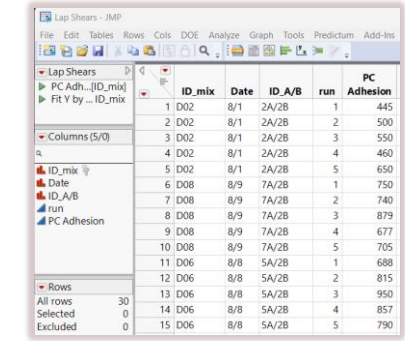 Lap Shears - JMP
File Edit Tables Rows Cols DOE Analyze Graph Tools Predictum Add-Ins
Lap Shears
PC Adh...[ID_mix]
Fit Y by ... ID_mix
Columns (5/0)
ID_mix
Date
ID_A/B
run
PC Adhesion
Rows
All rows 30
Selected 0
Excluded 0
ID_mix Date ID_A/B run PC Adhesion
1 D02 8/1 2A/2B 1 445
2 D02 8/1 2A/2B 2 500
3 D02 8/1 2A/2B 3 550
4 D02 8/1 2A/2B 4 460
5 D02 8/1 2A/2B 5 650
6 D08 8/9 7A/2B 1 750
7 D08 8/9 7A/2B 2 740
8 D08 8/9 7A/2B 3 879
9 D08 8/9 7A/2B 4 677
10 D08 8/9 7A/2B 5 705
11 D06 8/8 5A/2B 1 688
12 D06 8/8 5A/2B 2 815
13 D06 8/8 5A/2B 3 950
14 D06 8/8 5A/2B 4 857
15 D06 8/8 5A/2B 5 790